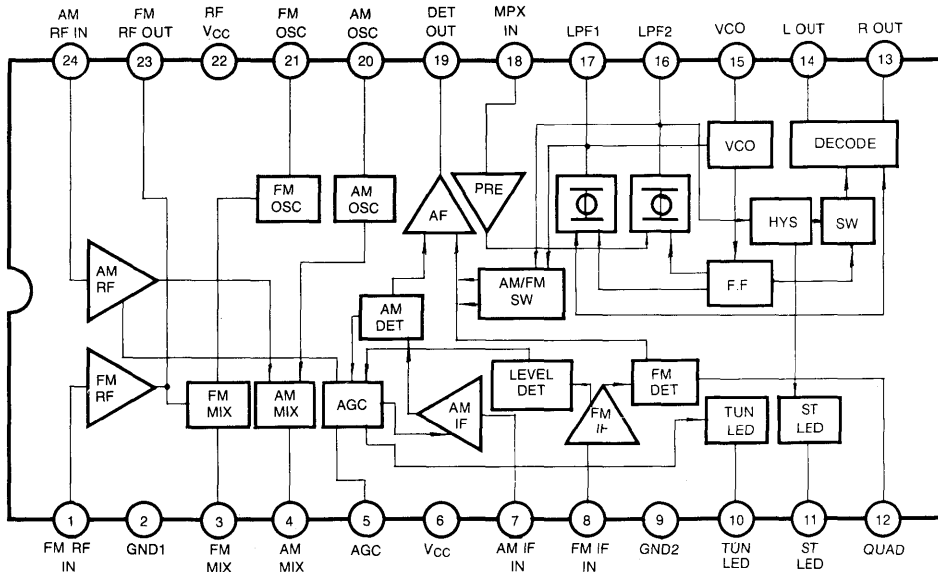 AM
RF IN
FM
RF OUT
RF
VCC
FM
OSC
AM
OSC
DET
OUT
MPX
IN
LPF1
LPF2
VCO
L OUT
R OUT
24
23
22
21
20
19
18
17
16
15
14
13
VCO
DECODE
FM
OSC
AM
OSC
AF
PRE
HYS
SW
AM
RF
AM/FM
SW
F.F
AM
DET
FM
RF
FM
MIX
AM
MIX
AGC
AM
IF
LEVEL
DET
FM
IF
FM
DET
TUN
LED
ST
LED
1
2
3
4
5
6
7
8
9
10
11
12
FM RF
IN
GND1
FM
MIX
AM
MIX
AGC
VCC
AM IF
IN
FM IF
IN
GND2
TUN
LED
ST
LED
QUAD